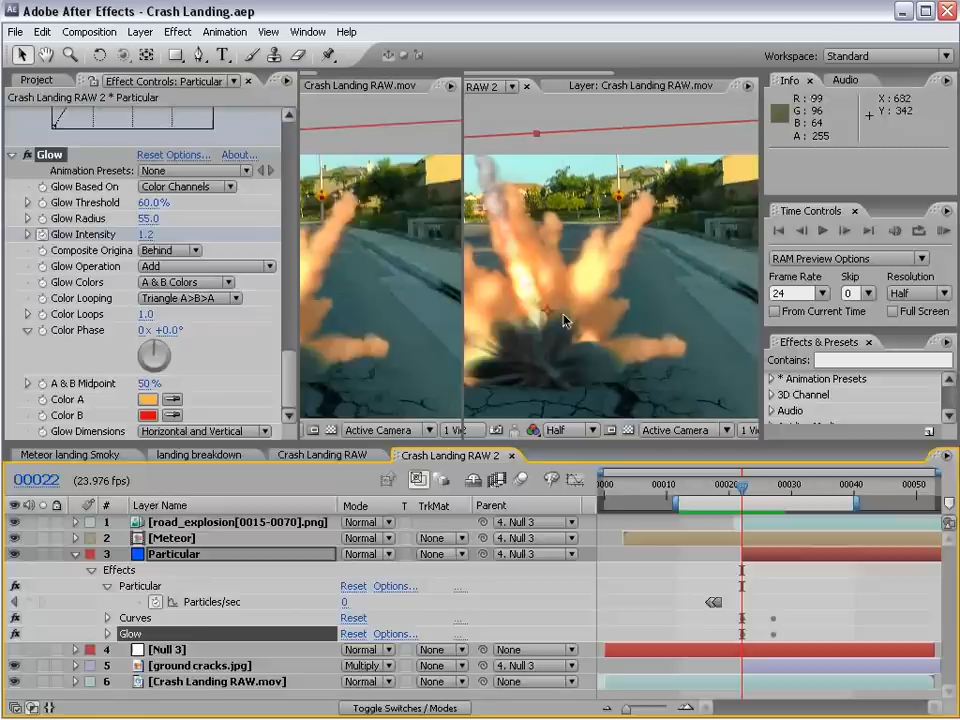 Adobe After Effects - Crash Landing.aep
File Edit Composition Layer Effect Animation View Window Help
Workspace: Standard
Project Effect Controls: Particular
Crash Landing RAW.mov
RAW 2
Layer: Crash Landing RAW.mov
Info Audio
Crash Landing RAW 2 * Particular
R: 99 X: 682
G: 96 Y: 342
B: 64
A: 255
Glow Reset Options... About...
Animation Presets: None
Glow Based On Color Channels
Glow Threshold 60.0%
Glow Radius 55.0
Glow Intensity 1.2
Composite Origina Behind
Glow Operation Add
Glow Colors A & B Colors
Color Looping Triangle A>B>A
Color Loops 1.0
Color Phase 0x +0.0°
A & B Midpoint 50 %
Color A
Color B
Glow Dimensions Horizontal and Vertical
Active Camera 1 Vi
Half Active Camera 1 Vi
Time Controls
RAM Preview Options
Frame Rate Skip Resolution
24 0 Half
From Current Time Full Screen
Effects & Presets
Contains:
* Animation Presets
3D Channel
Audio
Meteor landing Smoky landing breakdown Crash Landing RAW Crash Landing RAW 2
00022 (23.976 fps)
0000 00010 00020 00030 00040 00050
# Layer Name Mode T TrkMat Parent
1 [road_explosion[0015-0070].png] Normal 4. Null 3
2 [Meteor] Normal None 4. Null 3
3 Particular Normal None 4. Null 3
Effects
Particular Reset Options...
Particles/sec 0
Curves Reset
Glow Reset Options...
4 [Null 3] Normal None None
5 [ground cracks.jpg] Multiply None 4. Null 3
6 [Crash Landing RAW.mov] Normal None None
Toggle Switches / Modes